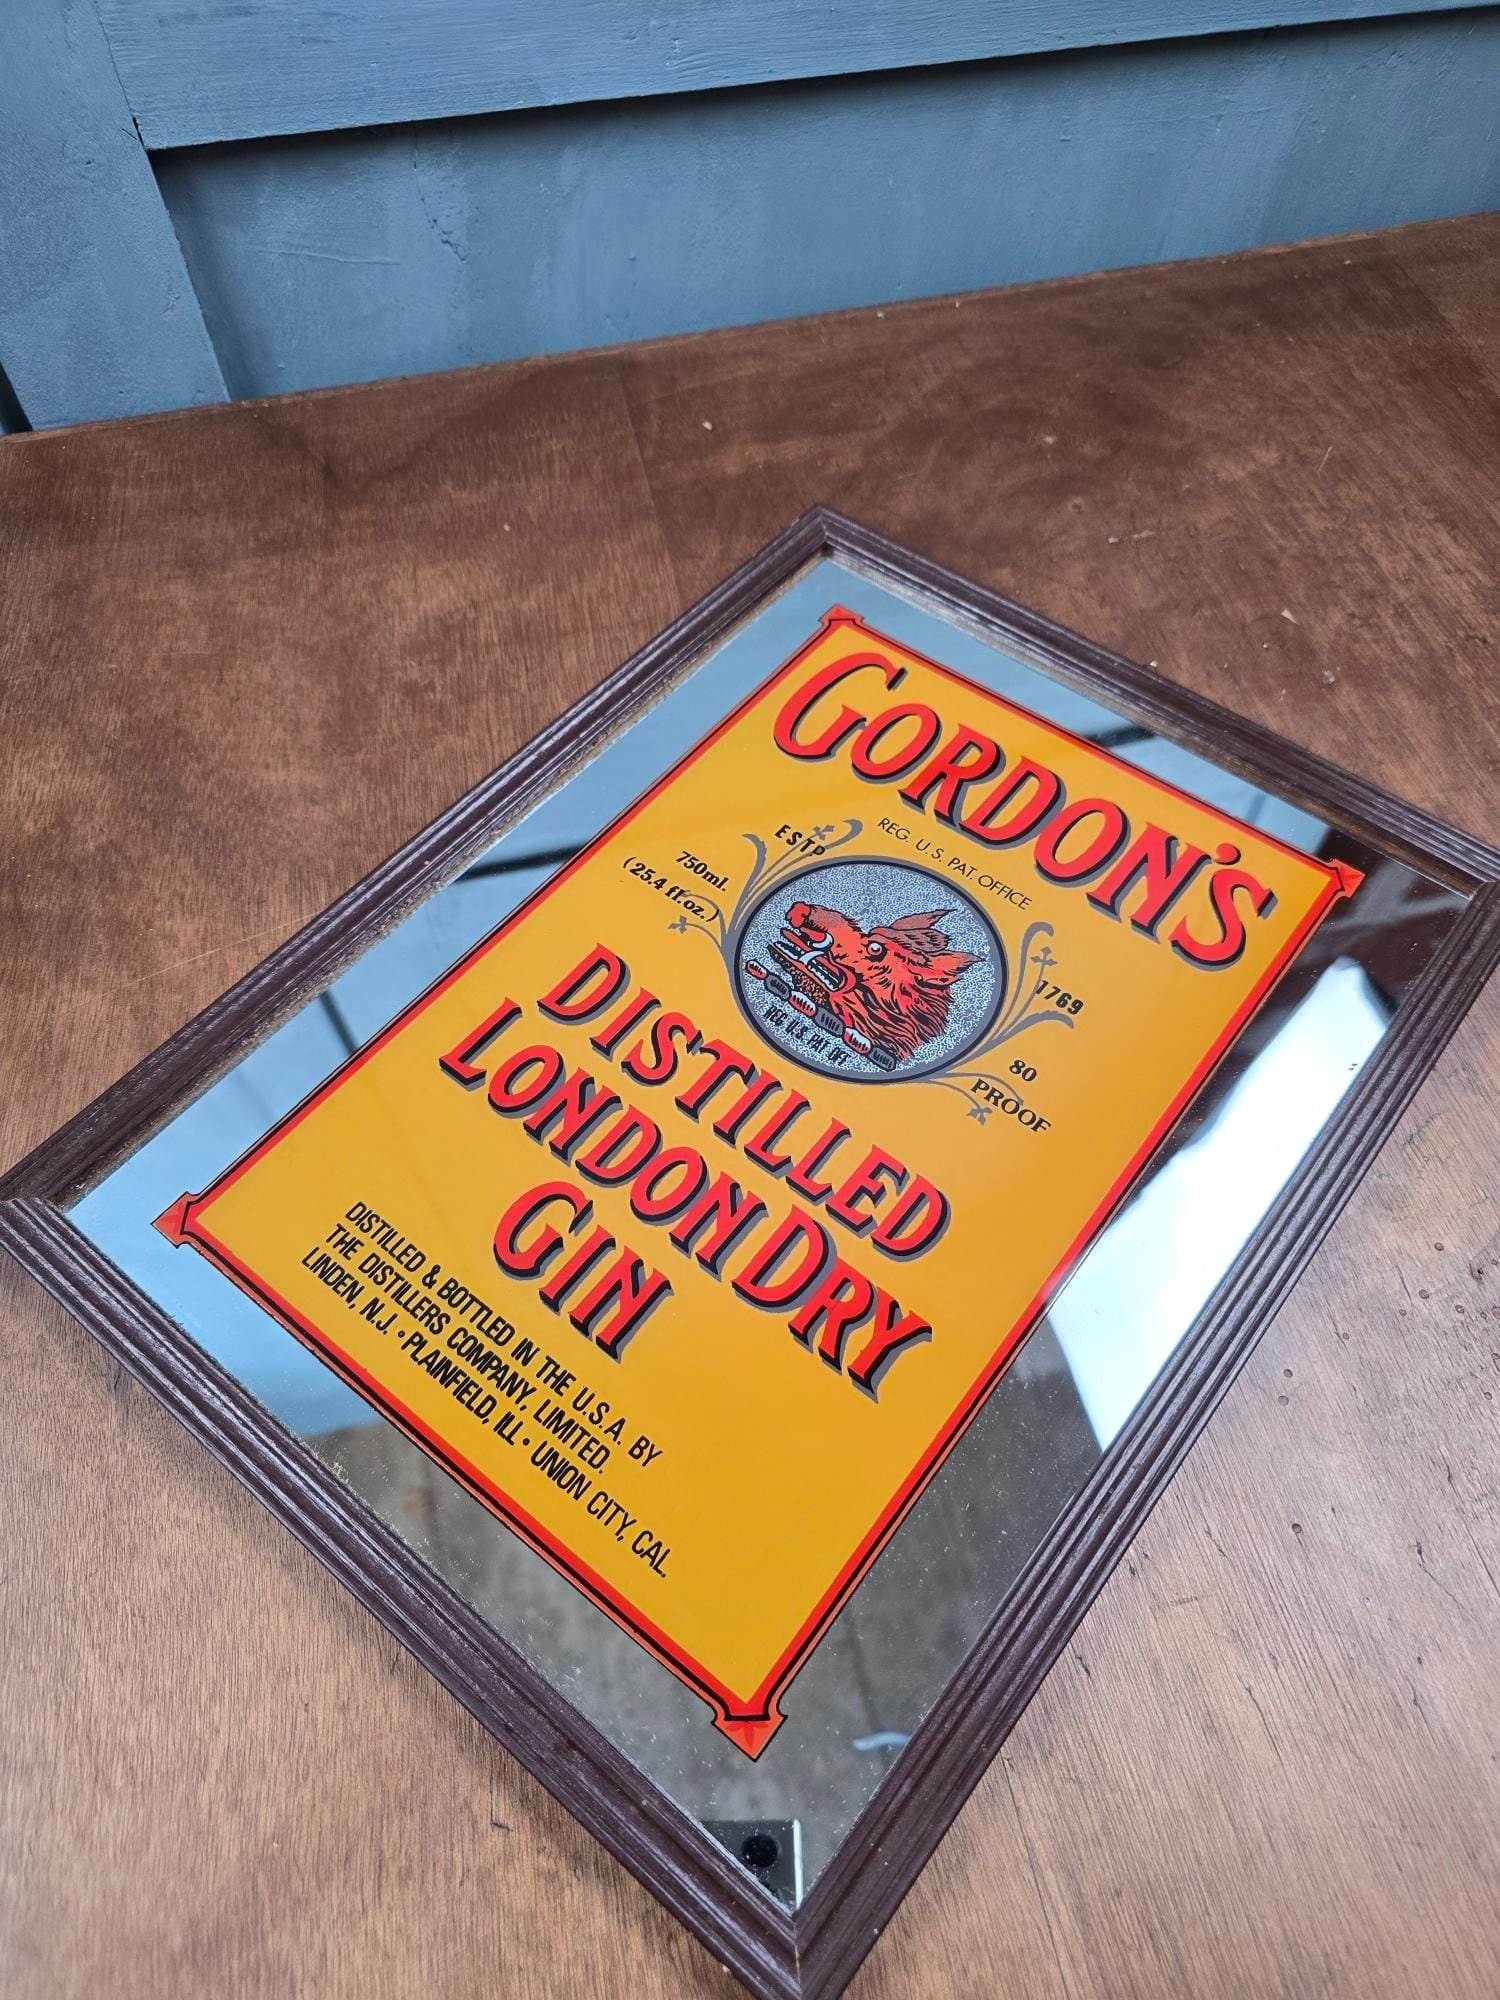 GORDON'S
REG. U.S. PAT. OFFICE
ESTD 1769
750ml.
(25.4 fl.oz.)
80
PROOF
REG. U.S. PAT. OFF.
DISTILLED
LONDON DRY
GIN
DISTILLED & BOTTLED IN THE U.S.A. BY
THE DISTILLERS COMPANY, LIMITED.
LINDEN, N.J. • PLAINFIELD, ILL • UNION CITY, CAL.